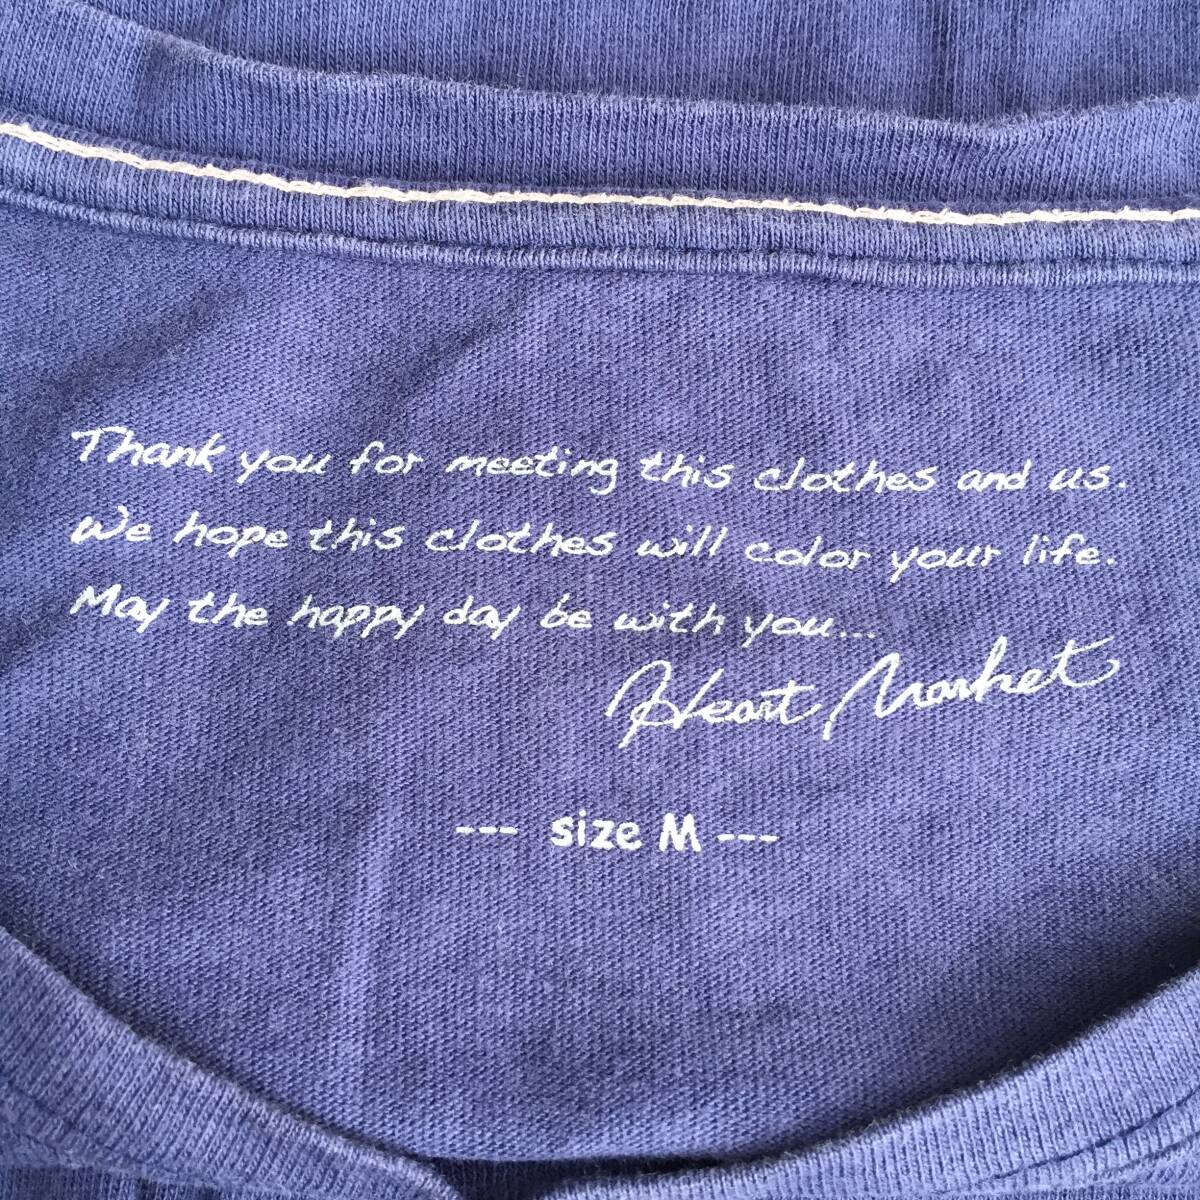 Thank you for meeting this clothes and us.
We hope this clothes will color your life.
May the happy day be with you...
Heart Market
--- size M ---